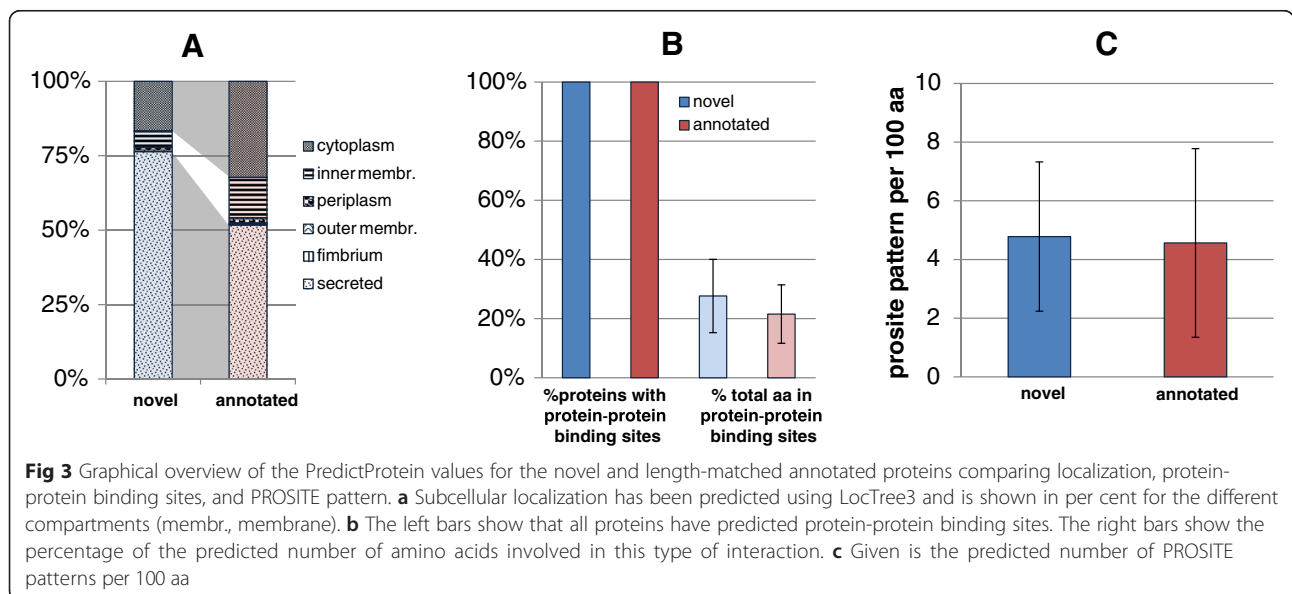 A
100%
75%
50%
25%
0%
novel
annotated
cytoplasm
inner membr.
periplasm
outer membr.
fimbrium
secreted
B
100%
80%
60%
40%
20%
0%
novel
annotated
%proteins with
protein-protein
binding sites
% total aa in
protein-protein
binding sites
C
prosite pattern per 100 aa
10
8
6
4
2
0
novel
annotated
Fig 3 Graphical overview of the PredictProtein values for the novel and length-matched annotated proteins comparing localization, protein-
protein binding sites, and PROSITE pattern. a Subcellular localization has been predicted using LocTree3 and is shown in per cent for the different
compartments (membr., membrane). b The left bars show that all proteins have predicted protein-protein binding sites. The right bars show the
percentage of the predicted number of amino acids involved in this type of interaction. c Given is the predicted number of PROSITE
patterns per 100 aa